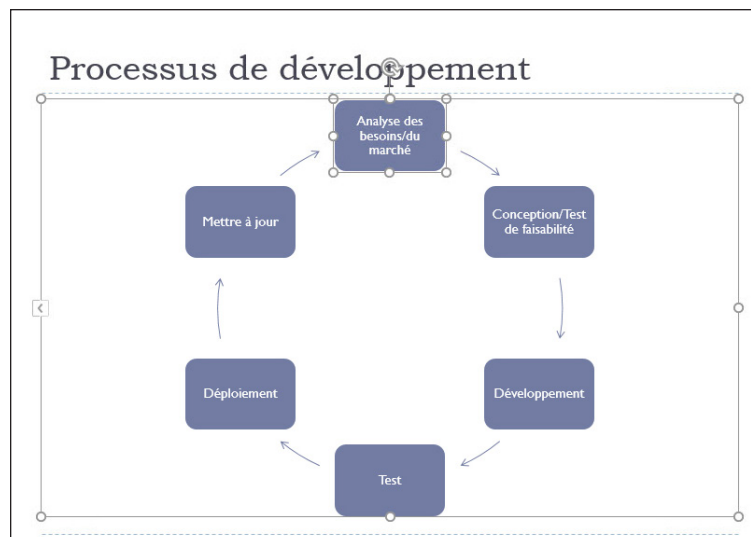 Processus de développement
Analyse des
besoins/du
marché
Conception/Test
de faisabilité
Développement
Test
Déploiement
Mettre à jour